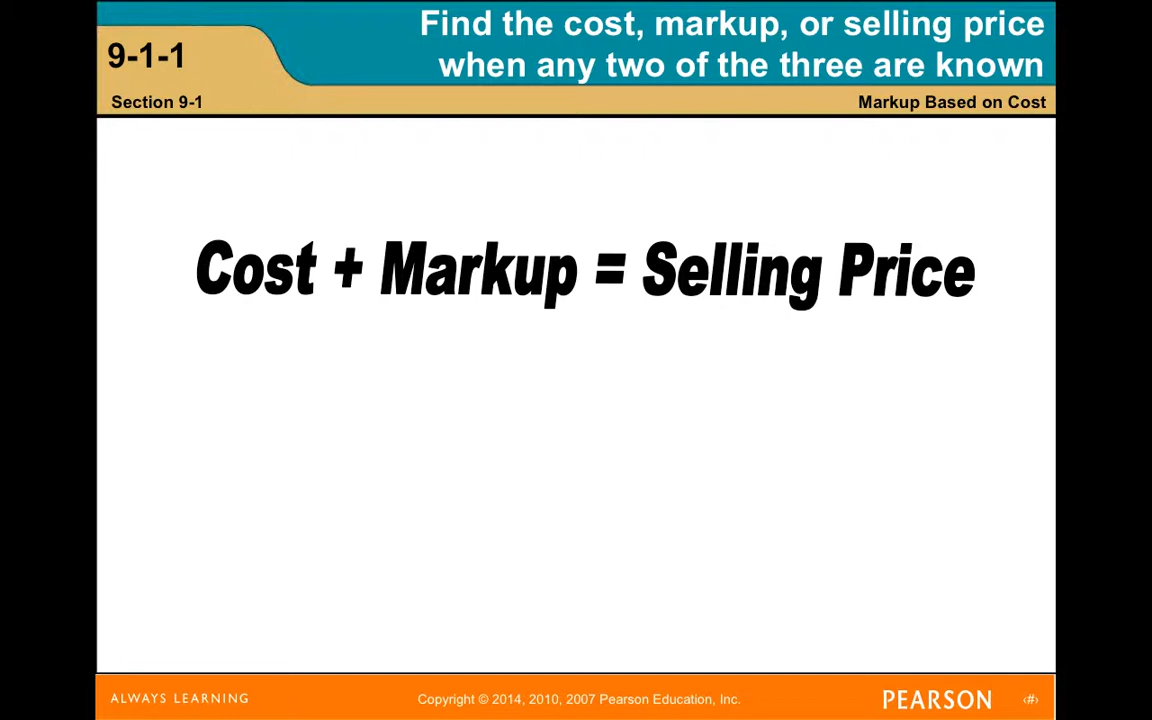 Find the cost, markup, or selling price
9-1-1
when any two of the three are known
Section 9-1
Markup Based on Cost
Cost + Markup = Selling Price
ALWAYS LEARNING
Copyright © 2014, 2010, 2007 Pearson Education, Inc.
PEARSON
‹#›